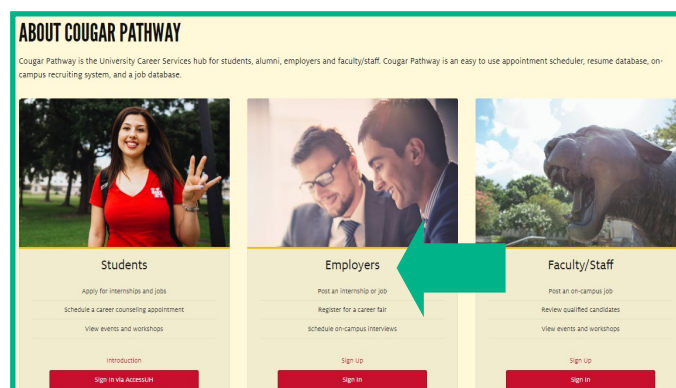 ABOUT COUGAR PATHWAY
Cougar Pathway is the University Career Services hub for students, alumni, employers and faculty/staff. Cougar Pathway is an easy to use appointment scheduler, resume database, on-
campus recruiting system, and a job database.
Students
Apply for internships and jobs
Schedule a career counseling appointment
View events and workshops
Introduction
Sign in via AccessUH
Employers
Post an internship or job
Register for a career fair
Schedule on-campus interviews
Sign Up
Sign in
Faculty/Staff
Post an on-campus job
Review qualified candidates
View events and workshops
Sign Up
Sign in